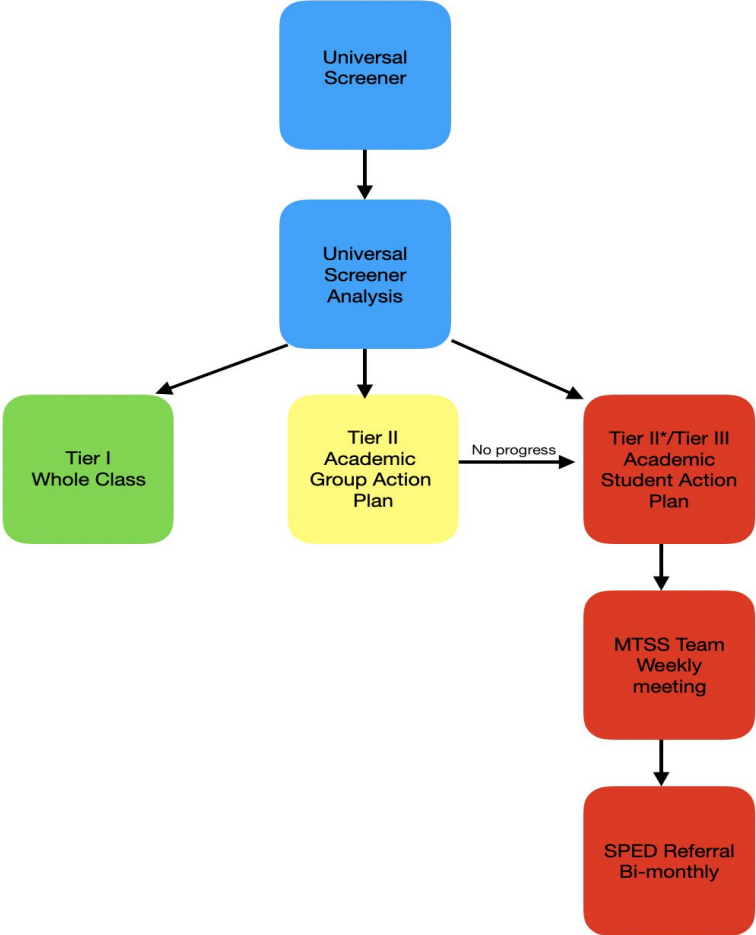 Universal
Screener
Universal
Screener
Analysis
Tier I
Whole Class
Tier II
Academic
Group Action
Plan
No progress
Tier II*/Tier III
Academic
Student Action
Plan
MTSS Team
Weekly
meeting
SPED Referral
Bi-monthly